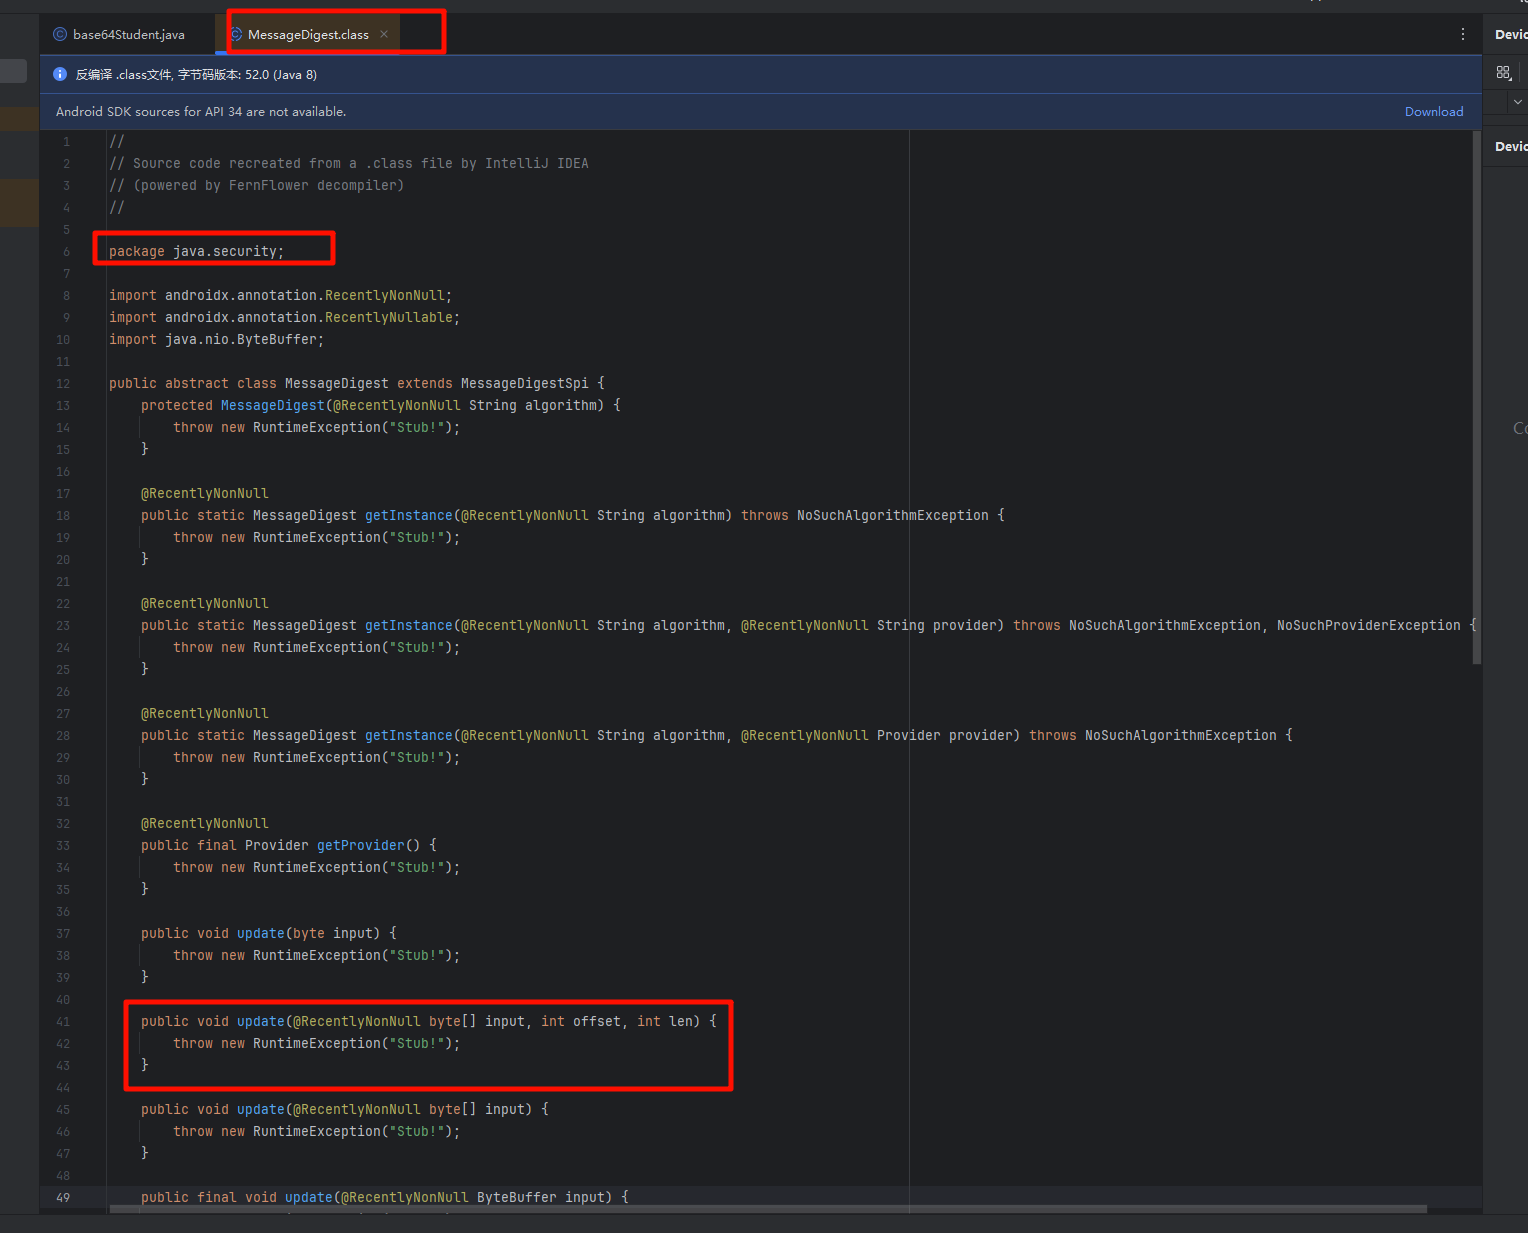 base64Student.java
MessageDigest.class
反编译 .class文件, 字节码版本: 52.0 (Java 8)
Android SDK sources for API 34 are not available.
Download
1 //
2 // Source code recreated from a .class file by IntelliJ IDEA
3 // (powered by FernFlower decompiler)
4 //
5
6 package java.security;
7
8 import androidx.annotation.RecentlyNonNull;
9 import androidx.annotation.RecentlyNullable;
10 import java.nio.ByteBuffer;
11
12 public abstract class MessageDigest extends MessageDigestSpi {
13     protected MessageDigest(@RecentlyNonNull String algorithm) {
14         throw new RuntimeException("Stub!");
15     }
16
17     @RecentlyNonNull
18     public static MessageDigest getInstance(@RecentlyNonNull String algorithm) throws NoSuchAlgorithmException {
19         throw new RuntimeException("Stub!");
20     }
21
22     @RecentlyNonNull
23     public static MessageDigest getInstance(@RecentlyNonNull String algorithm, @RecentlyNonNull String provider) throws NoSuchAlgorithmException, NoSuchProviderException {
24         throw new RuntimeException("Stub!");
25     }
26
27     @RecentlyNonNull
28     public static MessageDigest getInstance(@RecentlyNonNull String algorithm, @RecentlyNonNull Provider provider) throws NoSuchAlgorithmException {
29         throw new RuntimeException("Stub!");
30     }
31
32     @RecentlyNonNull
33     public final Provider getProvider() {
34         throw new RuntimeException("Stub!");
35     }
36
37     public void update(byte input) {
38         throw new RuntimeException("Stub!");
39     }
40
41     public void update(@RecentlyNonNull byte[] input, int offset, int len) {
42         throw new RuntimeException("Stub!");
43     }
44
45     public void update(@RecentlyNonNull byte[] input) {
46         throw new RuntimeException("Stub!");
47     }
48
49     public final void update(@RecentlyNonNull ByteBuffer input) {